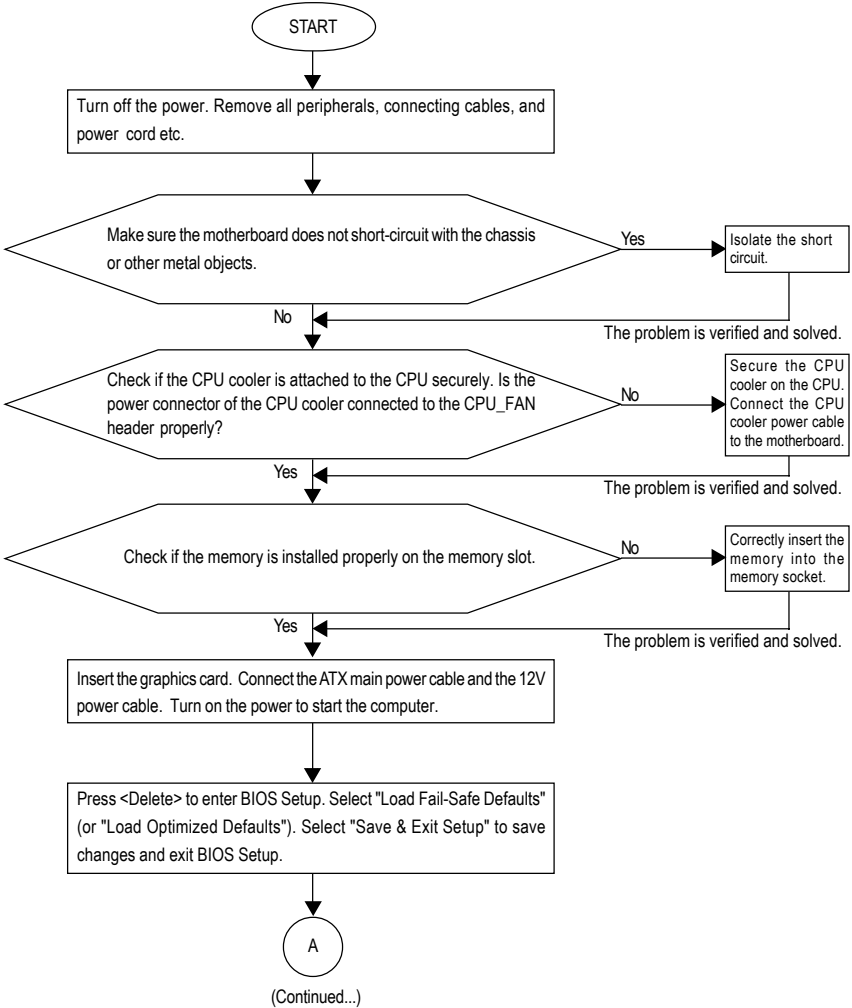 START
Turn off the power. Remove all peripherals, connecting cables, and
power cord etc.
Make sure the motherboard does not short-circuit with the chassis
or other metal objects.
Yes
Isolate the short
circuit.
No
The problem is verified and solved.
Check if the CPU cooler is attached to the CPU securely. Is the
power connector of the CPU cooler connected to the CPU_FAN
header properly?
No
Secure the CPU
cooler on the CPU.
Connect the CPU
cooler power cable
to the motherboard.
Yes
The problem is verified and solved.
Check if the memory is installed properly on the memory slot.
No
Correctly insert the
memory into the
memory socket.
Yes
The problem is verified and solved.
Insert the graphics card. Connect the ATX main power cable and the 12V
power cable. Turn on the power to start the computer.
Press <Delete> to enter BIOS Setup. Select "Load Fail-Safe Defaults"
(or "Load Optimized Defaults"). Select "Save & Exit Setup" to save
changes and exit BIOS Setup.
A
(Continued...)